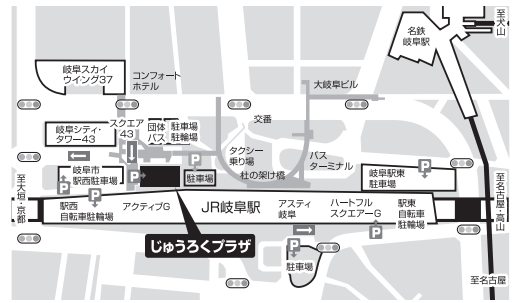 至犬山
名鉄
岐阜駅
岐阜スカイ
ウイング37
コンフォート
ホテル
大岐阜ビル
スクエア
43
団体
バス
駐車場
駐輪場
交番
岐阜シティ・
タワー43
タクシー
乗り場
バス
ターミナル
P
岐阜市
駅西駐車場
P
P
駐車場
杜の架け橋
P
岐阜駅東
駐車場
至大垣・京都
至名古屋・高山
P
駅西
自転車駐輪場
アクティブG
JR岐阜駅
アスティ
岐阜
ハートフル
スクエアーG
駅東
自転車
駐輪場
P
じゅうろくプラザ
P
P
駐車場
至名古屋